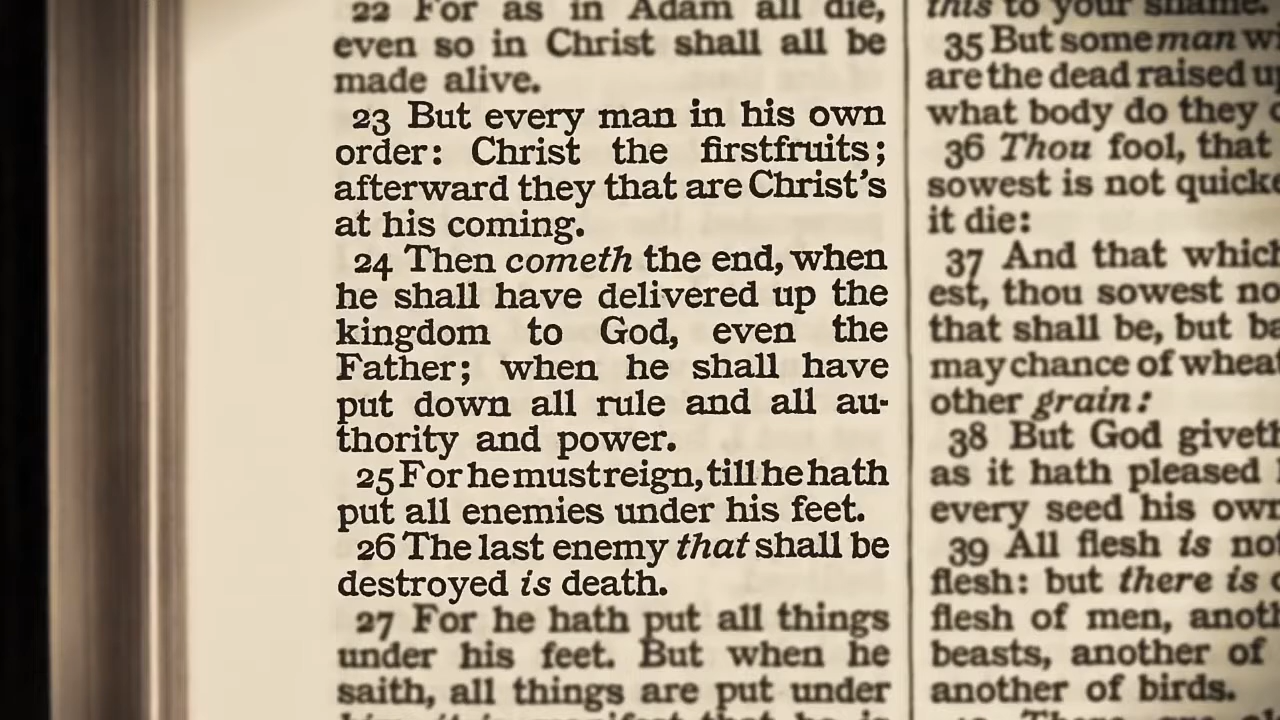 22 For as in Adam all die,
even so in Christ shall all be
made alive.
23 But every man in his own
order: Christ the firstfruits;
afterward they that are Christ's
at his coming.
24 Then cometh the end, when
he shall have delivered up the
kingdom to God, even the
Father; when he shall have
put down all rule and all au-
thority and power.
25 For he must reign, till he hath
put all enemies under his feet.
26 The last enemy that shall be
destroyed is death.
27 For he hath put all things
under his feet. But when he
saith, all things are put under
this to your shame.
35 But some man
are the dead raised
what body do they
36 Thou fool, that
sowest is not
it die:
37 And that
est, thou sowest
that shall be, but
may chance of
other grain:
38 But God
as it hath pleased
every seed his own
39 All flesh is
flesh: but there is
flesh of men,
beasts, another of
another of birds.